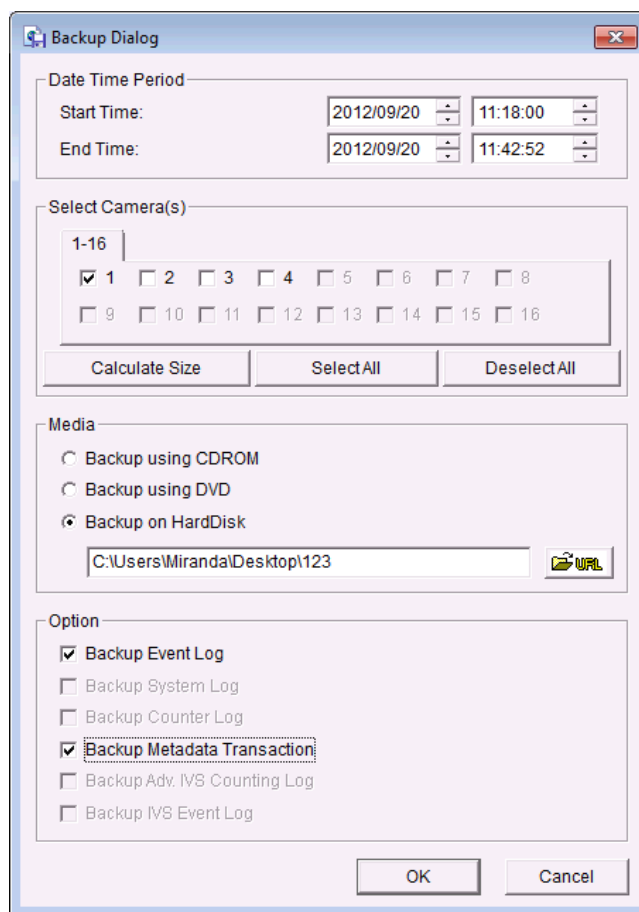 Backup Dialog
Date Time Period
Start Time: 2012/09/20 11:18:00
End Time: 2012/09/20 11:42:52
Select Camera(s)
1-16
1 2 3 4 5 6 7 8
9 10 11 12 13 14 15 16
Calculate Size Select All Deselect All
Media
Backup using CDROM
Backup using DVD
Backup on HardDisk
C:\Users\Miranda\Desktop\123 URL
Option
Backup Event Log
Backup System Log
Backup Counter Log
Backup Metadata Transaction
Backup Adv. IVS Counting Log
Backup IVS Event Log
OK Cancel